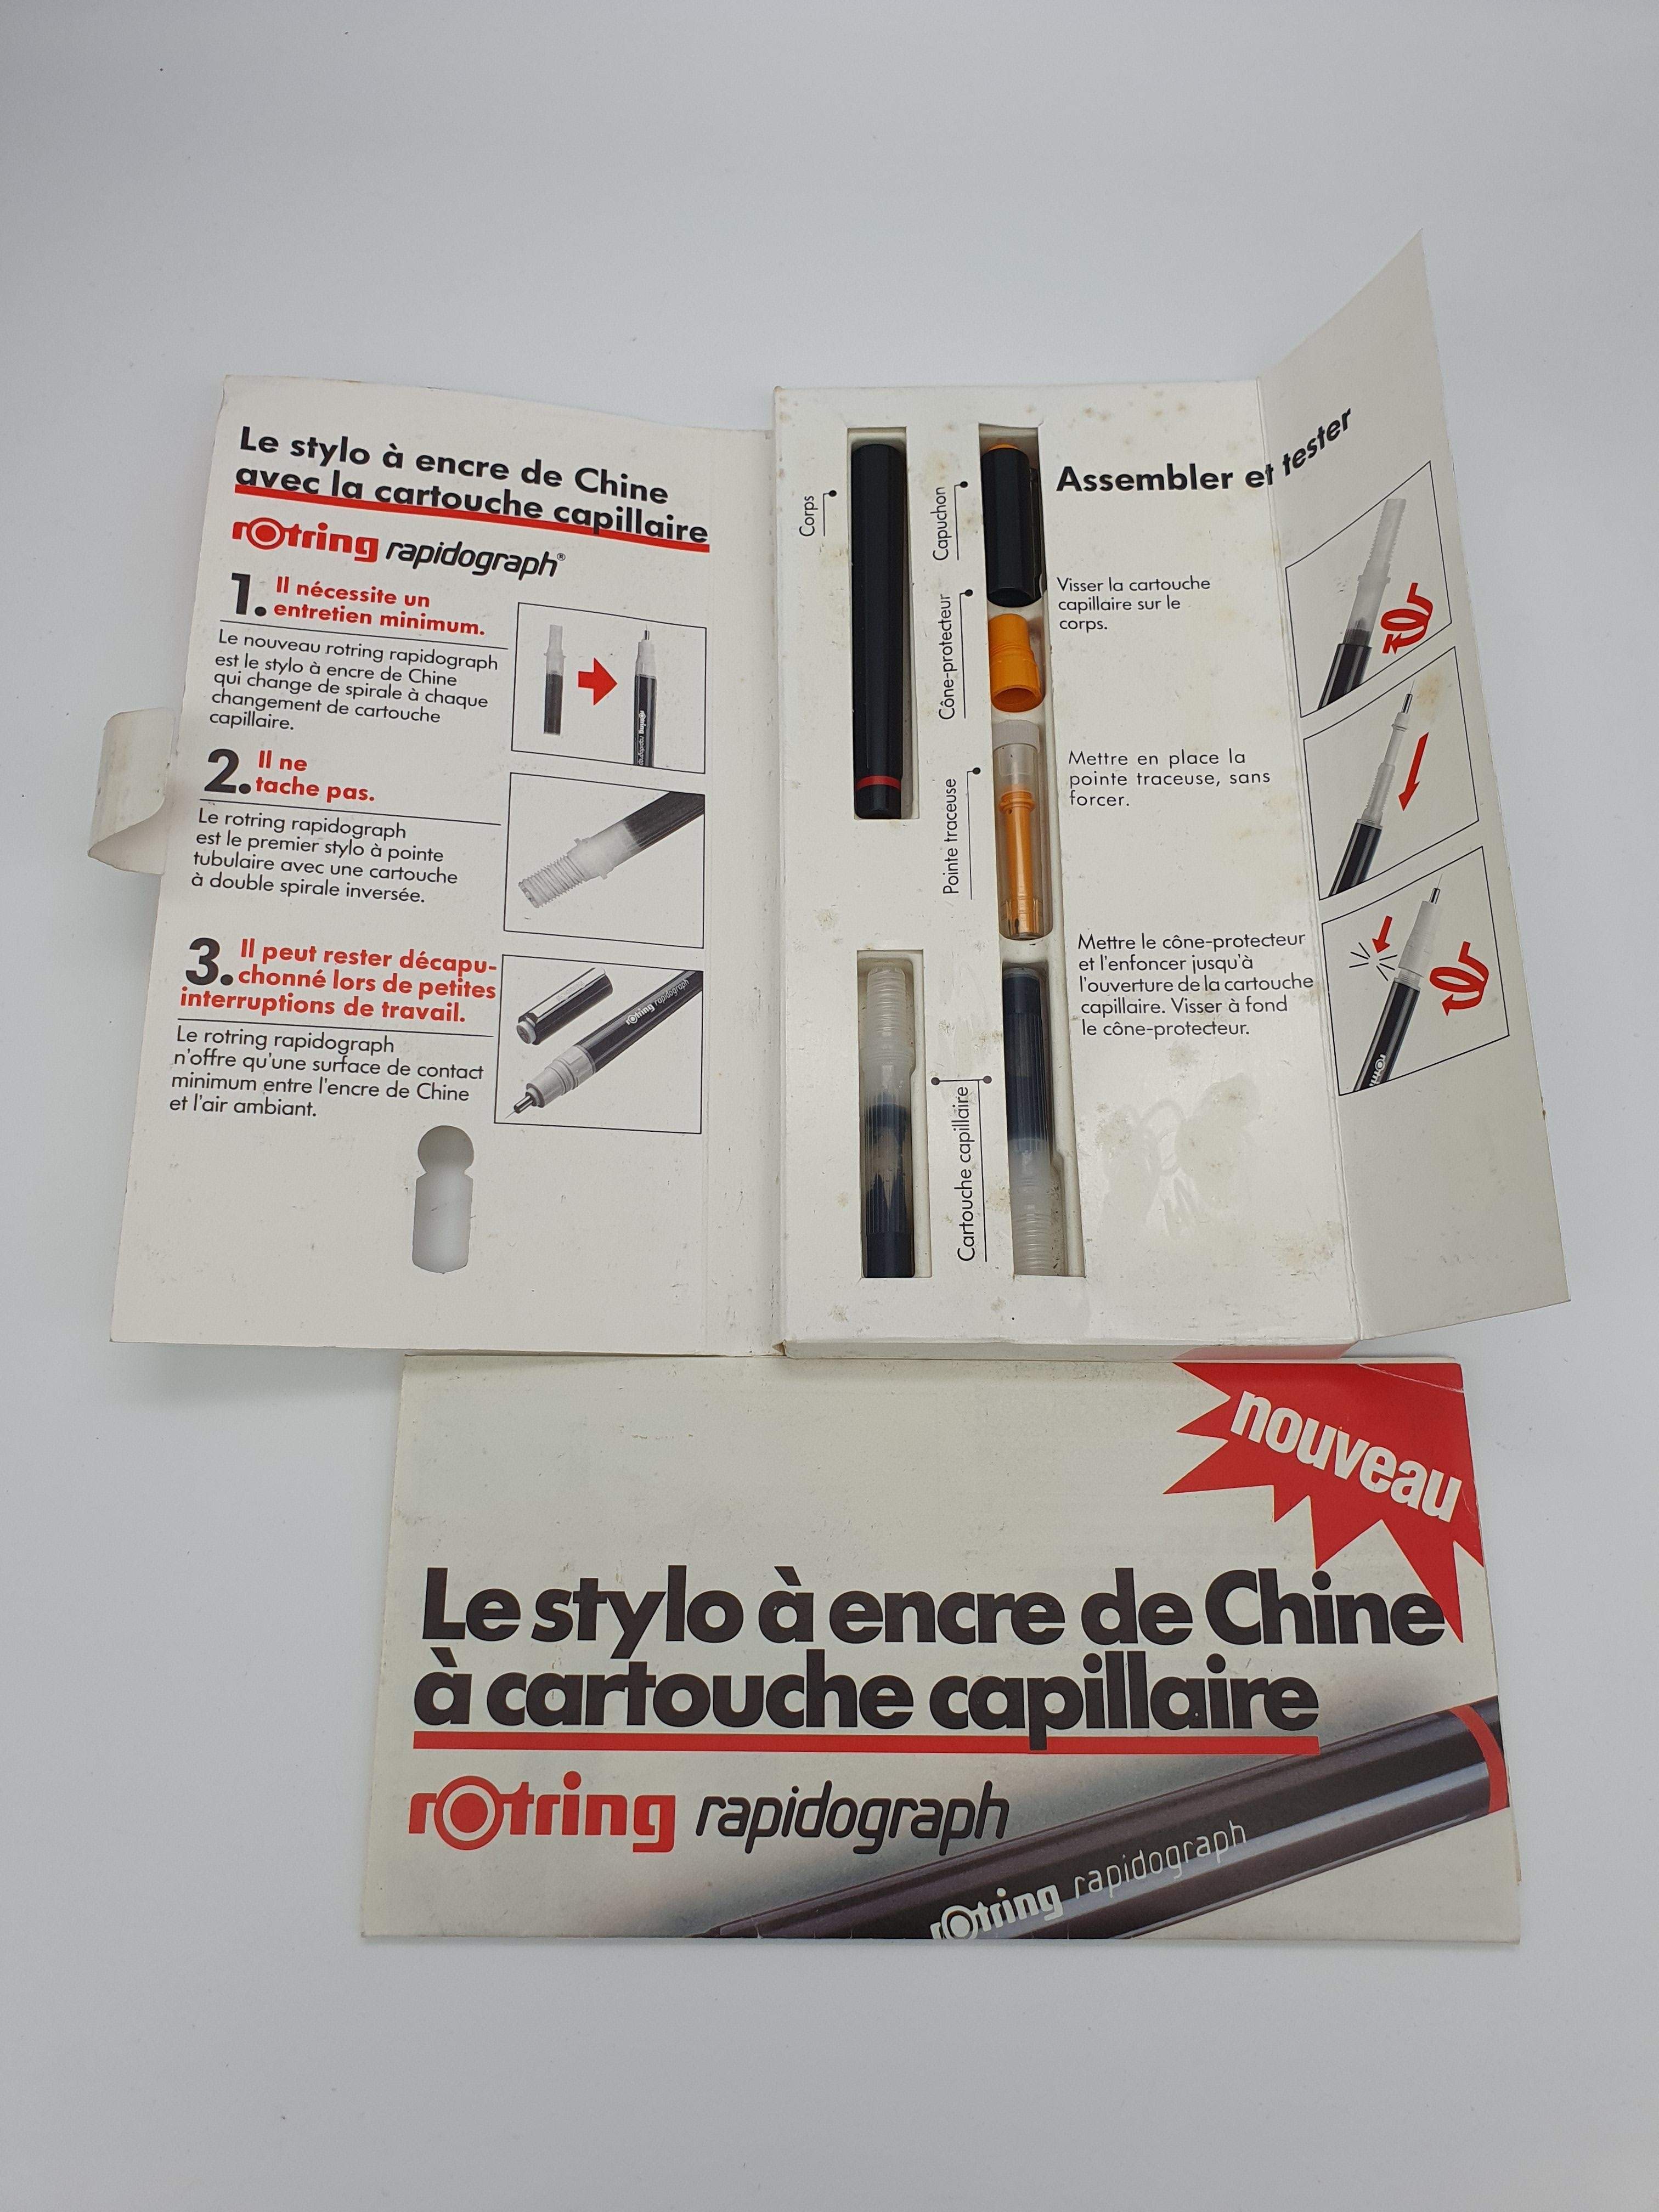 Le stylo à encre de Chine
avec la cartouche capillaire
rotring rapidograph®
1. Il nécessite un
entretien minimum.
Le nouveau rotring rapidograph
est le stylo à encre de Chine
qui change de spirale à chaque
changement de cartouche
capillaire.
2. Il ne
tache pas.
Le rotring rapidograph
est le premier stylo à pointe
tubulaire avec une cartouche
à double spirale inversée.
3. Il peut rester décapu-
chonné lors de petites
interruptions de travail.
Le rotring rapidograph
n'offre qu'une surface de contact
minimum entre l'encre de Chine
et l'air ambiant.
rotring rapidograph
Corps
Capuchon
Cône-protecteur
Pointe traceuse
Cartouche capillaire
Assembler et tester
Visser la cartouche
capillaire sur le
corps.
Mettre en place la
pointe traceuse, sans
forcer.
Mettre le cône-protecteur
et l'enfoncer jusqu'à
l'ouverture de la cartouche
capillaire. Visser à fond
le cône-protecteur.
nouveau
Le stylo à encre de Chine
à cartouche capillaire
rotring rapidograph
rotring rapidograph